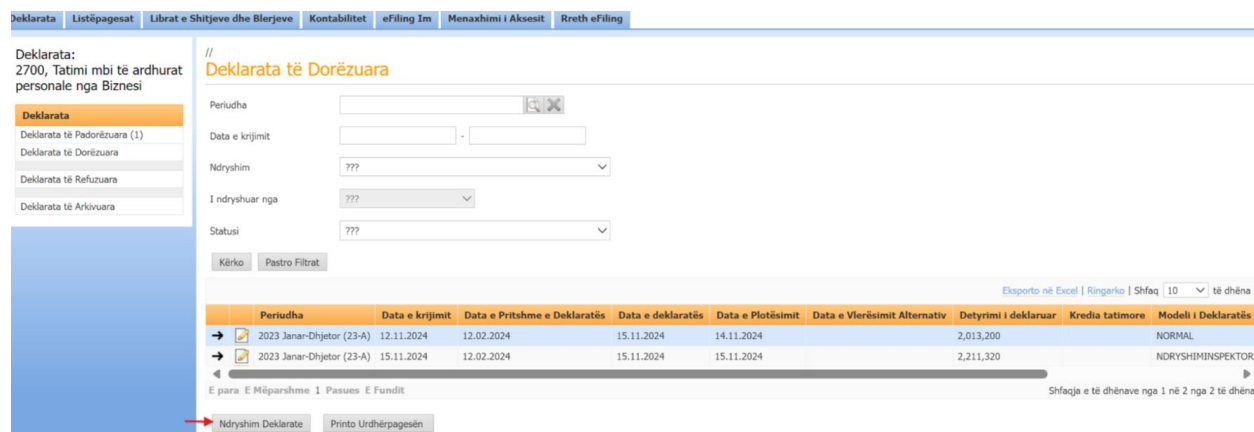 Deklarata Listëpagesat Librat e Shitjeve dhe Blerjeve Kontabilitet eFiling Im Menaxhimi i Aksesit Rreth eFiling
Deklarata:
2700, Tatimi mbi të ardhurat
personale nga Biznesi
Deklarata
Deklarata të Padorëzuara (1)
Deklarata të Dorëzuara
Deklarata të Refuzuara
Deklarata të Arkivuara
//
Deklarata të Dorëzuara
Periudha
Data e krijimit -
Ndryshim ???
I ndryshuar nga ???
Statusi ???
Kërko Pastro Filtrat
Eksporto në Excel | Ringarko | Shfaq 10 të dhëna
Periudha Data e krijimit Data e Pritshme e Deklaratës Data e deklaratës Data e Plotësimit Data e Vlerësimit Alternativ Detyrimi i deklaruar Kredia tatimore Modeli i Deklaratës
2023 Janar-Dhjetor (23-A) 12.11.2024 12.02.2024 15.11.2024 14.11.2024 2,013,200 NORMAL
2023 Janar-Dhjetor (23-A) 15.11.2024 12.02.2024 15.11.2024 15.11.2024 2,211,320 NDRYSHIMINSPEKTOR
E para E Mëparshme 1 Pasues E Fundit Shfaqja e të dhënave nga 1 në 2 nga 2 të dhëna
Ndryshim Deklarate Printo Urdhërpagesën